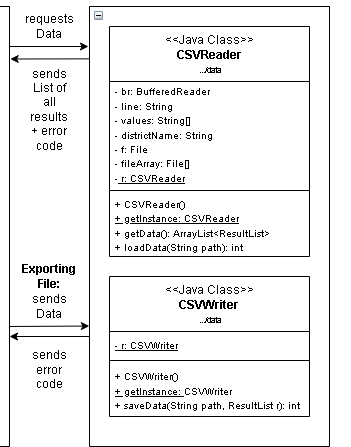 requests
Data
sends
List of
all
results
+ error
code
Exporting
File:
sends
Data
sends
error
code
<<Java Class>>
CSVReader
.../data
- br: BufferedReader
- line: String
- values: String[]
- districtName: String
- f: File
- fileArray: File[]
- r: CSVReader
+ CSVReader()
+ getInstance: CSVReader
+ getData(): ArrayList<ResultList>
+ loadData(String path): int
<<Java Class>>
CSVWriter
.../data
- r: CSVWriter
+ CSVWriter()
+ getInstance: CSVWriter
+ saveData(String path, ResultList r): int